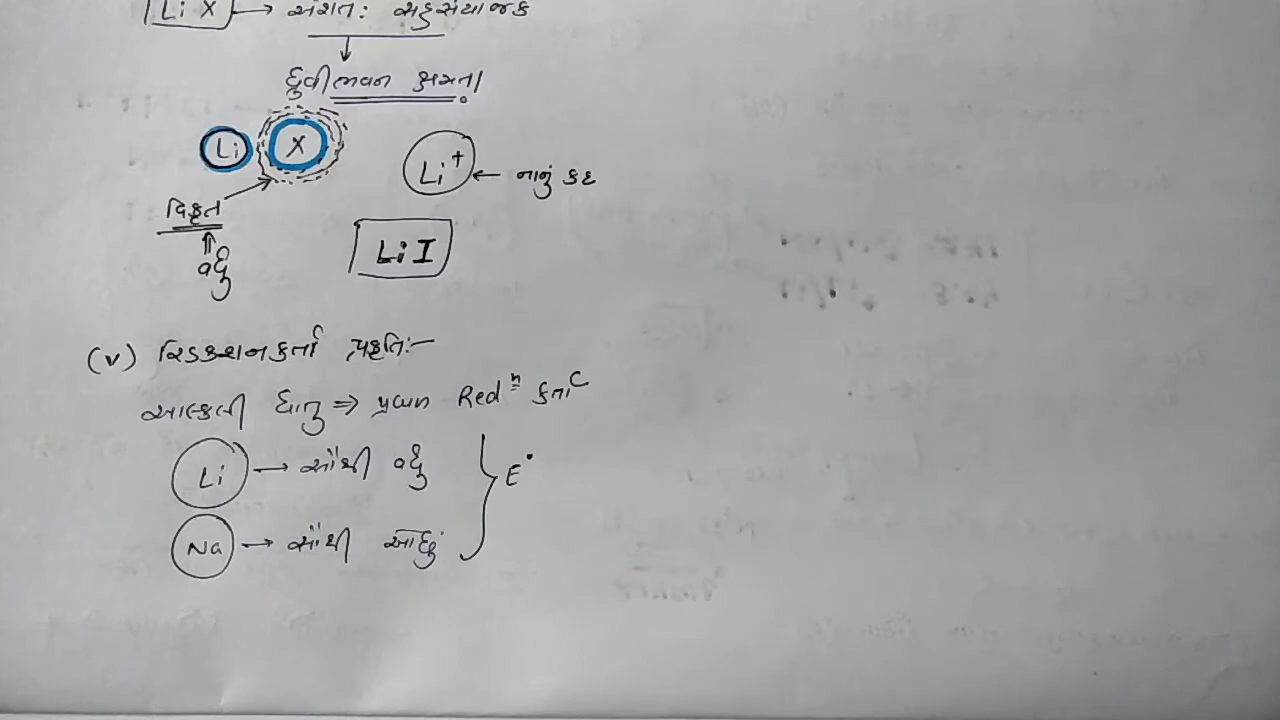 Li X → અંશતઃ સહસંયોજક
ધ્રુવીભવન ક્ષમતા
Li X
Li⁺ ← નાનું કદ
વિકૃત
વધુ
LiI
(v) રિડક્શનકર્તા પ્રકૃતિ:-
આલ્કલી ધાતુ ⇒ પ્રબળ Redⁿ કર્તા
Li → સૌથી વધુ
E°
Na → સૌથી ઓછું